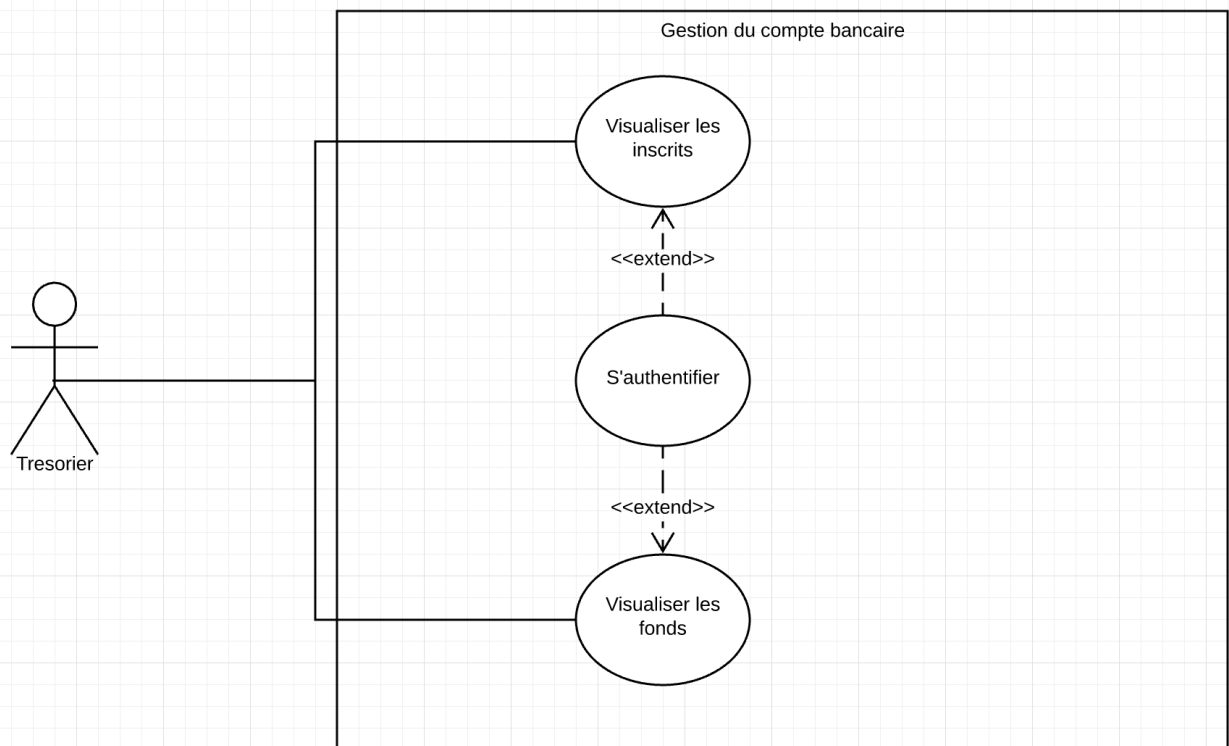 Gestion du compte bancaire
Visualiser les
inscrits
<<extend>>
S'authentifier
Tresorier
<<extend>>
Visualiser les
fonds